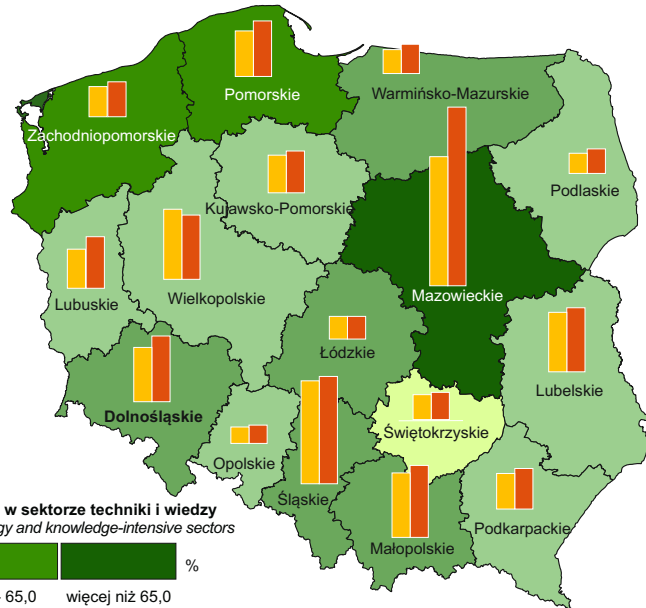 Pomorskie
Warmińsko-Mazurskie
Zachodniopomorskie
Podlaskie
Kujawsko-Pomorskie
Mazowieckie
Lubuskie
Wielkopolskie
Łódzkie
Lubelskie
Dolnośląskie
Świętokrzyskie
Opolskie
Śląskie
Podkarpackie
Małopolskie
w sektorze techniki i wiedzy
and knowledge-intensive sectors
%
65,0 więcej niż 65,0